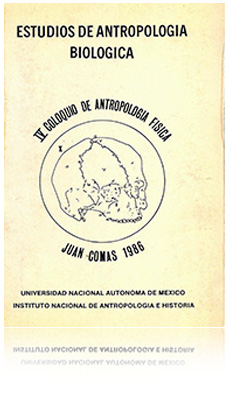 ESTUDIOS DE ANTROPOLOGIA
BIOLOGICA
IV COLOQUIO DE ANTROPOLOGIA FISICA
JUAN COMAS 1986
UNIVERSIDAD NACIONAL AUTONÓMA DE MEXICO
INSTITUTO NACIONAL DE ANTROPOLOGIA E HISTORIA